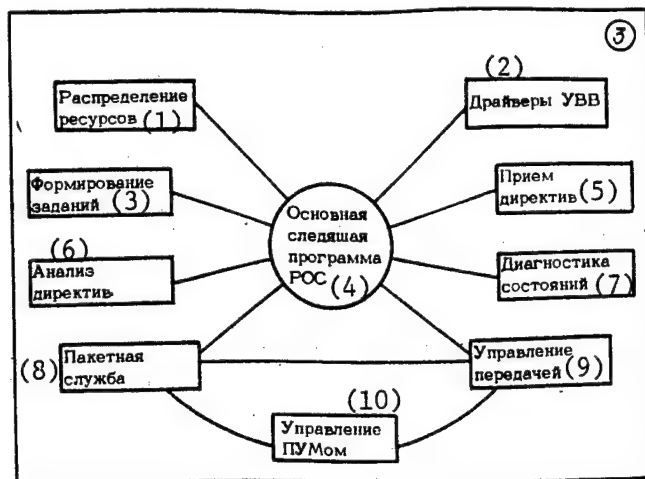 3
(2)
Распределение
ресурсов (1)
Драйверы УВВ
Формирование
заданий (3)
Прием
директив (5)
Основная
следящая
программа
РОС (4)
(6)
Анализ
директив
Диагностика
состояний (7)
(8) Пакетная
служба
Управление
передачей (9)
(10)
Управление
ПУМом